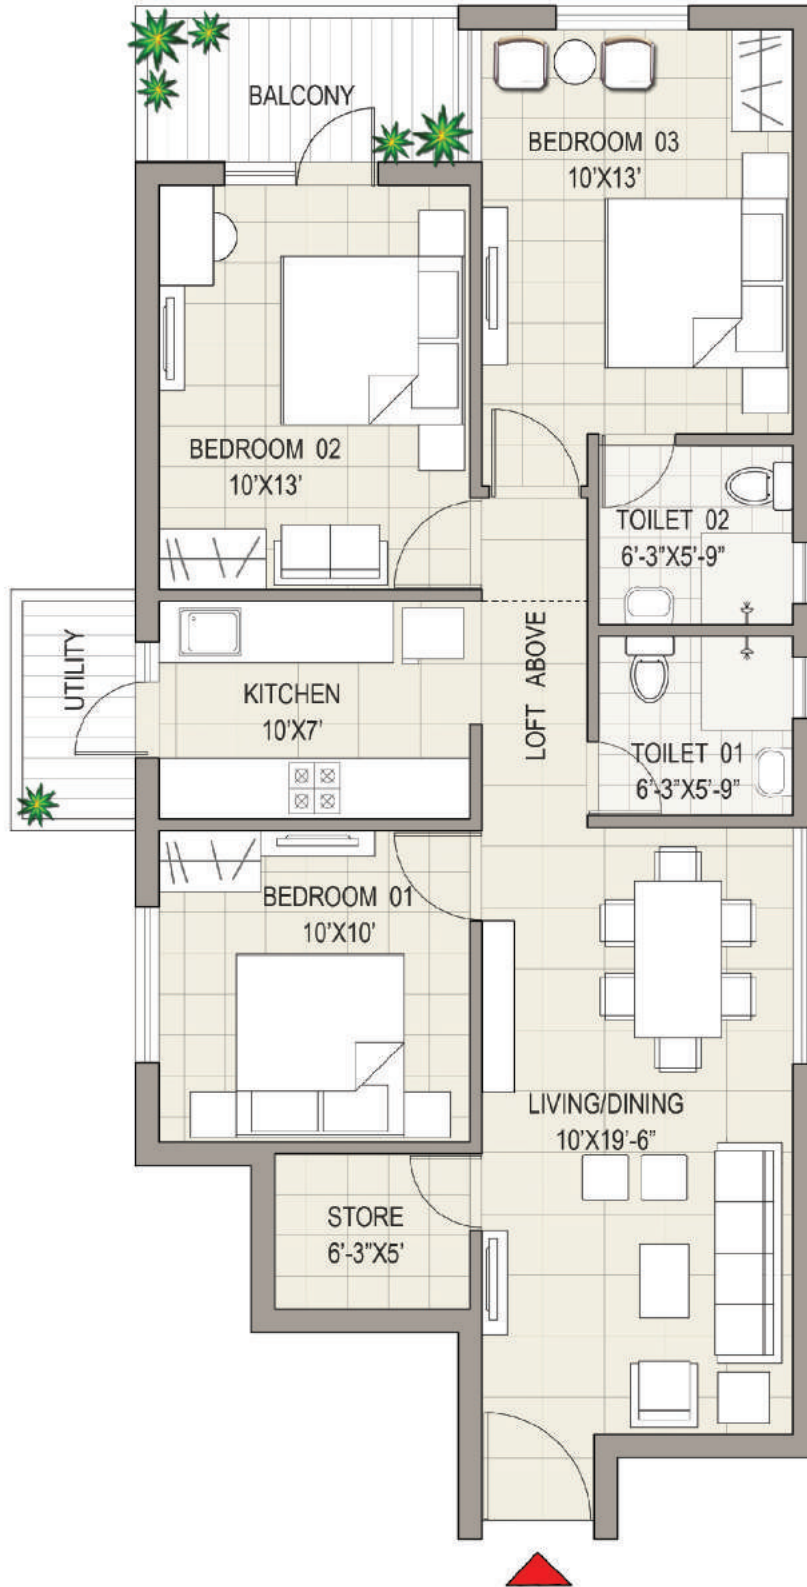 BALCONY
BEDROOM 03
10'X13'
BEDROOM 02
10'X13'
TOILET 02
6'-3"X5'-9"
UTILITY
KITCHEN
10'X7'
LOFT ABOVE
TOILET 01
6'-3"X5'-9"
BEDROOM 01
10'X10'
LIVING/DINING
10'X19'-6"
STORE
6'-3"X5'